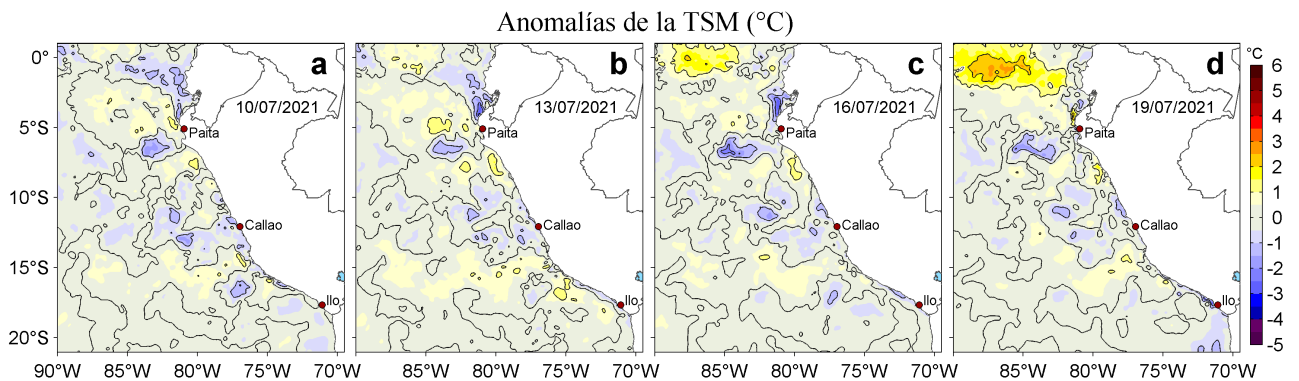 Anomalías de la TSM (°C)
a b c d °C
0° 6
10/07/2021 13/07/2021 16/07/2021 19/07/2021 5
4
5°S Paita Paita Paita Paita 3
2
10°S 1
0
Callao Callao Callao Callao -1
15°S -2
-3
Ilo Ilo Ilo Ilo
20°S -4
-5
90°W 85°W 80°W 75°W 70°W 85°W 80°W 75°W 70°W 85°W 80°W 75°W 70°W 85°W 80°W 75°W 70°W